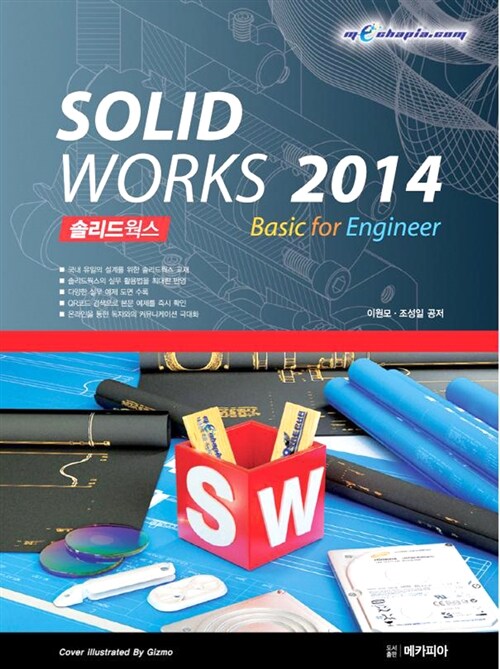 mechapia.com
SOLID
WORKS 2014
솔리드웍스
Basic for Engineer
■ 국내 유일의 설계를 위한 솔리드웍스 교재
■ 솔리드웍스의 실무 활용법을 최대한 반영
■ 다양한 실무 예제 도면 수록
■ QR코드 검색으로 본문 예제를 즉시 확인
■ 온라인을 통한 독자와의 커뮤니케이션 극대화
이원모 · 조성일 공저
mechapia
S W
Cover illustrated By Gizmo
도서출판 메카피아